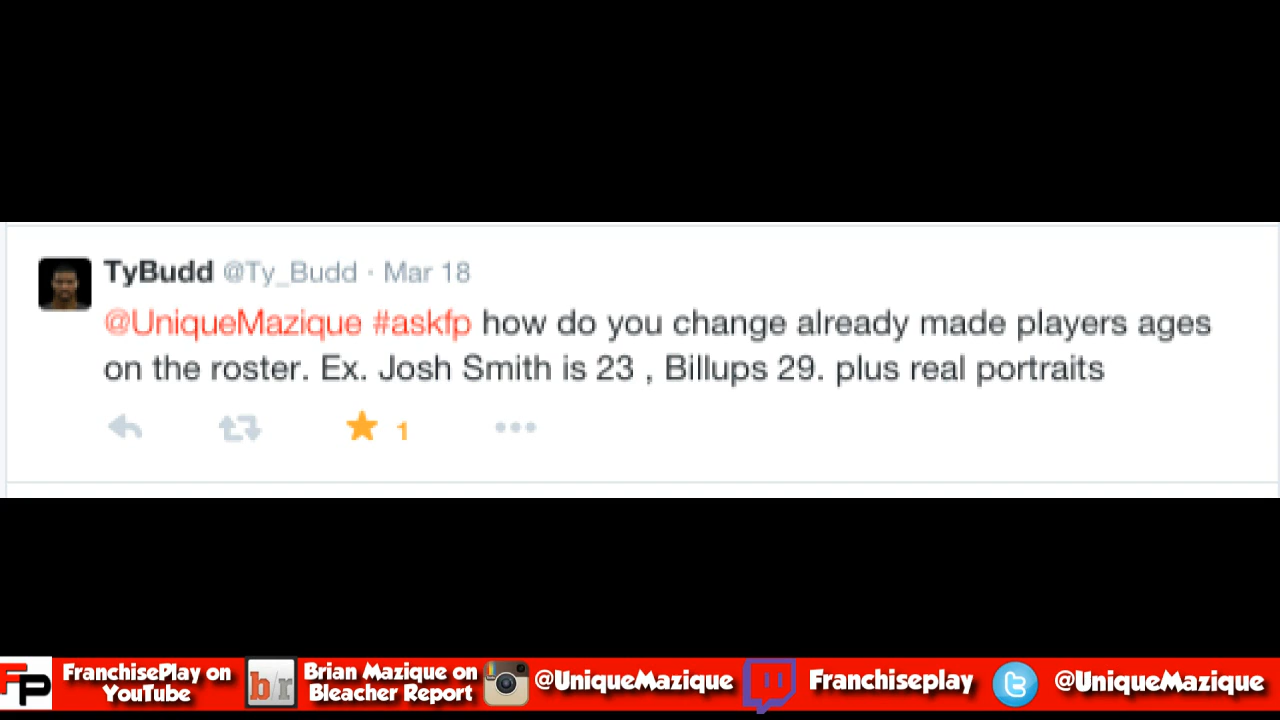 TyBudd @Ty_Budd · Mar 18
@UniqueMazique #askfp how do you change already made players ages
on the roster. Ex. Josh Smith is 23 , Billups 29. plus real portraits
1
FP
FranchisePlay on
YouTube
b/r
Brian Mazique on
Bleacher Report
@UniqueMazique
Franchiseplay
@UniqueMazique